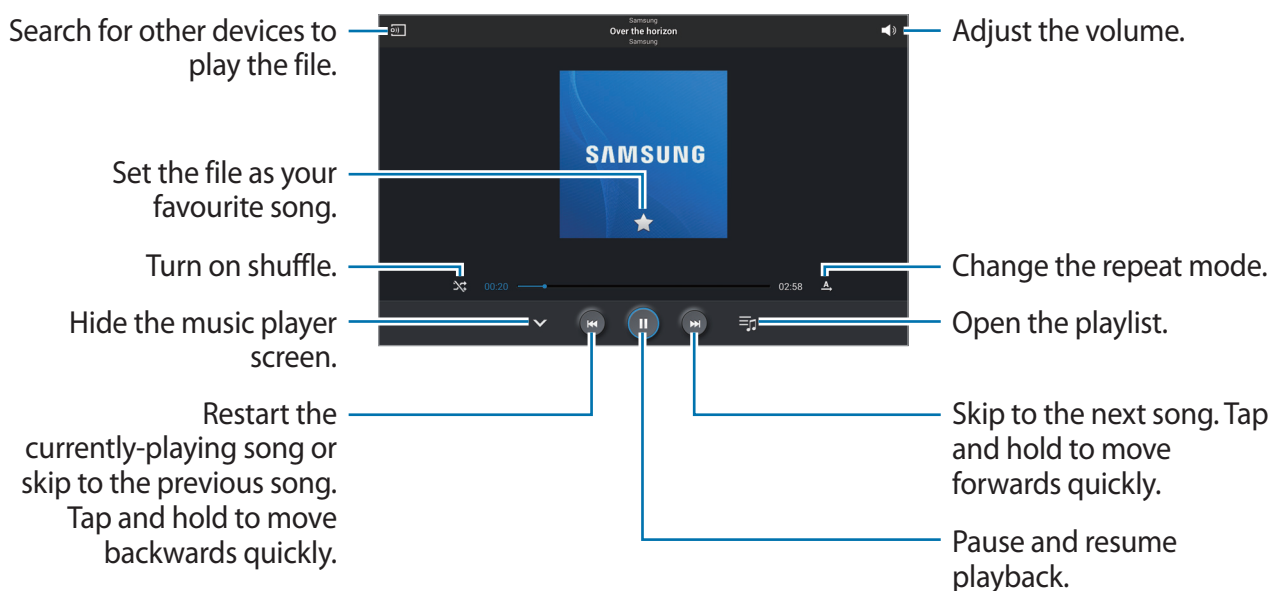 Search for other devices to
play the file.
Samsung
Over the horizon
Samsung
Adjust the volume.
SAMSUNG
Set the file as your
favourite song.
Turn on shuffle.
00:20
02:58
A
Change the repeat mode.
Hide the music player
screen.
Open the playlist.
Restart the
currently-playing song or
skip to the previous song.
Tap and hold to move
backwards quickly.
Skip to the next song. Tap
and hold to move
forwards quickly.
Pause and resume
playback.